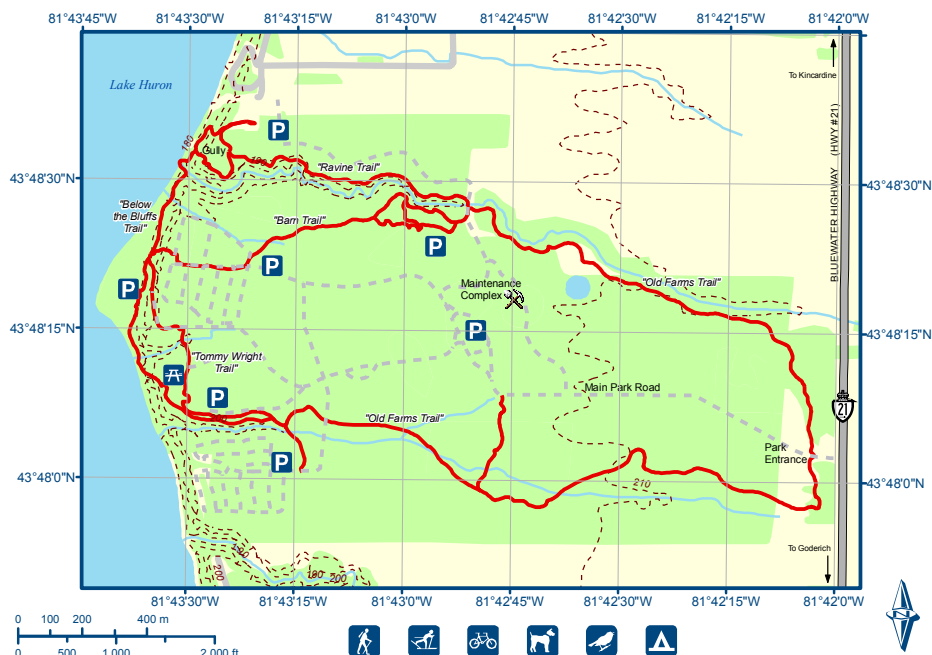 81°43'45"W 81°43'30"W 81°43'15"W 81°43'0"W 81°42'45"W 81°42'30"W 81°42'15"W 81°42'0"W
To Kincardine
Lake Huron
BLUEWATER HIGHWAY (HWY #21)
180
Gully
190
43°48'30"N
"Ravine Trail"
43°48'30"N
"Below
the Bluffs
Trail"
"Barn Trail"
Maintenance
Complex
"Old Farms Trail"
43°48'15"N
43°48'15"N
"Tommy Wright
Trail"
Main Park Road
21
"Old Farms Trail"
Park
Entrance
43°48'0"N
210
43°48'0"N
P
P
P
P
P
P
P
To Goderich
190
200
190
200
81°43'30"W 81°43'15"W 81°43'0"W 81°42'45"W 81°42'30"W 81°42'15"W 81°42'0"W
0 100 200 400 m
0 500 1,000 2,000 ft